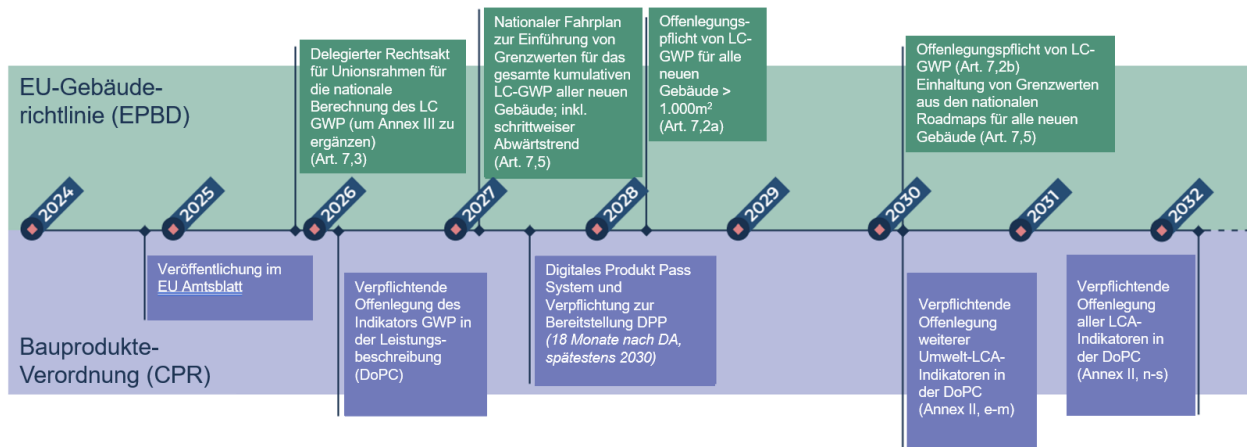 EU-Gebäude-
richtlinie (EPBD)
Delegierter Rechtsakt
für Unionsrahmen für
die nationale
Berechnung des LC
GWP (um Annex III zu
ergänzen)
(Art. 7,3)
Nationaler Fahrplan
zur Einführung von
Grenzwerten für das
gesamte kumulativen
LC-GWP aller neuen
Gebäude; inkl.
schrittweiser
Abwärtstrend
(Art. 7,5)
Offenlegungs-
pflicht von LC-
GWP für alle
neuen
Gebäude >
1.000m²
(Art. 7,2a)
Offenlegungspflicht von LC-
GWP (Art. 7,2b)
Einhaltung von Grenzwerten
aus den nationalen
Roadmaps für alle neuen
Gebäude (Art. 7,5)
2024
2025
2026
2027
2028
2029
2030
2031
2032
Bauprodukte-
Verordnung (CPR)
Veröffentlichung im
EU Amtsblatt
Verpflichtende
Offenlegung des
Indikators GWP in
der Leistungs-
beschreibung
(DoPC)
Digitales Produkt Pass
System und
Verpflichtung zur
Bereitstellung DPP
(18 Monate nach DA,
spätestens 2030)
Verpflichtende
Offenlegung
weiterer
Umwelt-LCA-
Indikatoren in
der DoPC
(Annex II, e-m)
Verpflichtende
Offenlegung
aller LCA-
Indikatoren in
der DoPC
(Annex II, n-s)